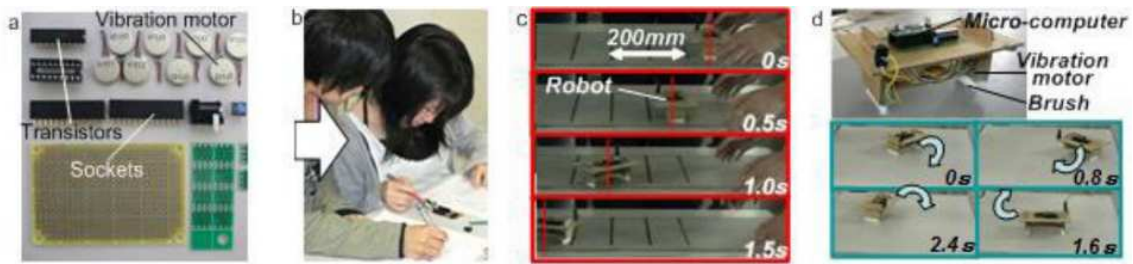 a
Vibration motor
Transistors
Sockets
b
c
200mm
0s
Robot
0.5s
1.0s
1.5s
d
Micro-computer
Vibration
motor
Brush
0s
0.8s
2.4s
1.6s